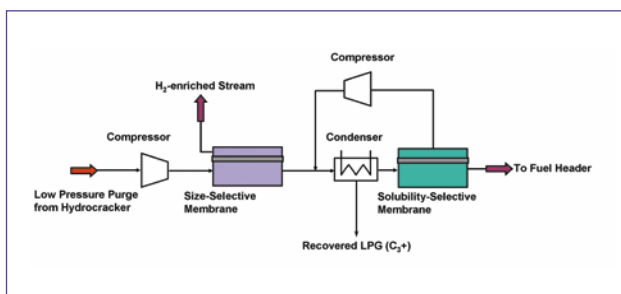 Compressor
H₂-enriched Stream
Compressor
Condenser
To Fuel Header
Low Pressure Purge
from Hydrocracker
Size-Selective
Membrane
Solubility-Selective
Membrane
Recovered LPG (C₃+)